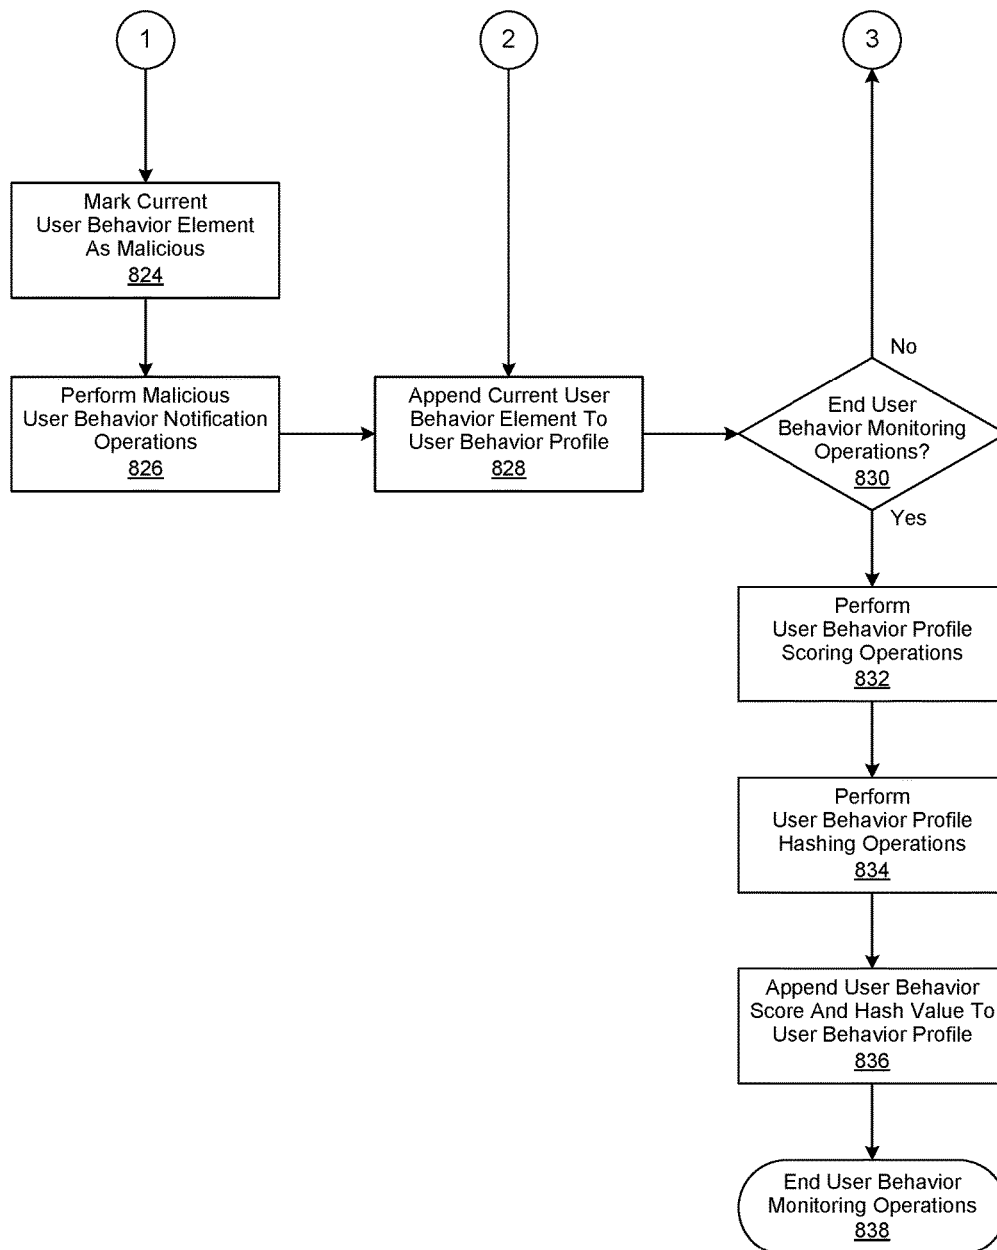 1
2
3
Mark Current
User Behavior Element
As Malicious
824
No
Perform Malicious
User Behavior Notification
Operations
826
Append Current User
Behavior Element To
User Behavior Profile
828
End User
Behavior Monitoring
Operations?
830
Yes
Perform
User Behavior Profile
Scoring Operations
832
Perform
User Behavior Profile
Hashing Operations
834
Append User Behavior
Score And Hash Value To
User Behavior Profile
836
End User Behavior
Monitoring Operations
838